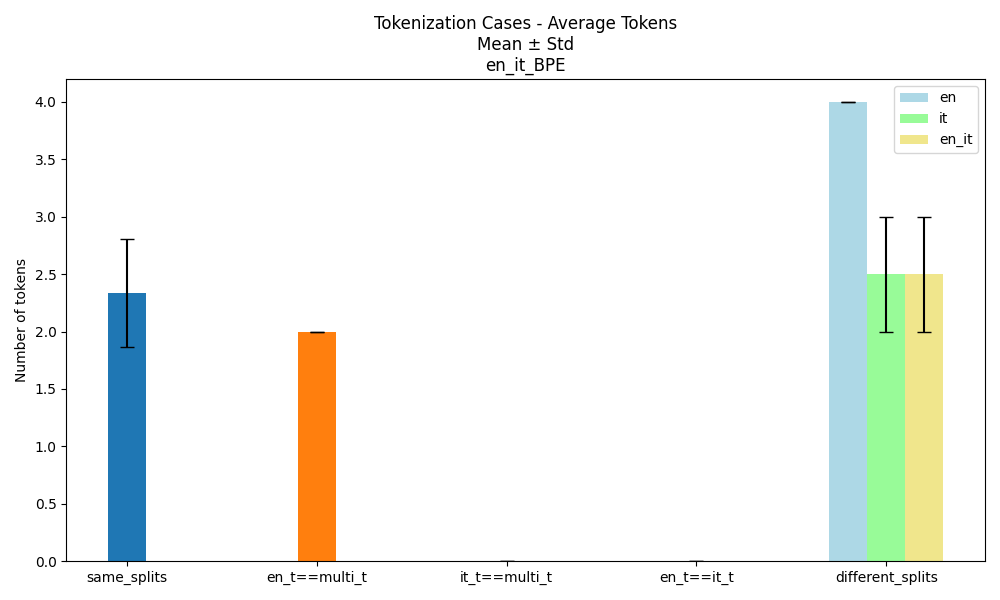 Tokenization Cases - Average Tokens
Mean ± Std
en_it_BPE
Number of tokens
4.0
3.5
3.0
2.5
2.0
1.5
1.0
0.5
0.0
en
it
en_it
same_splits
en_t==multi_t
it_t==multi_t
en_t==it_t
different_splits